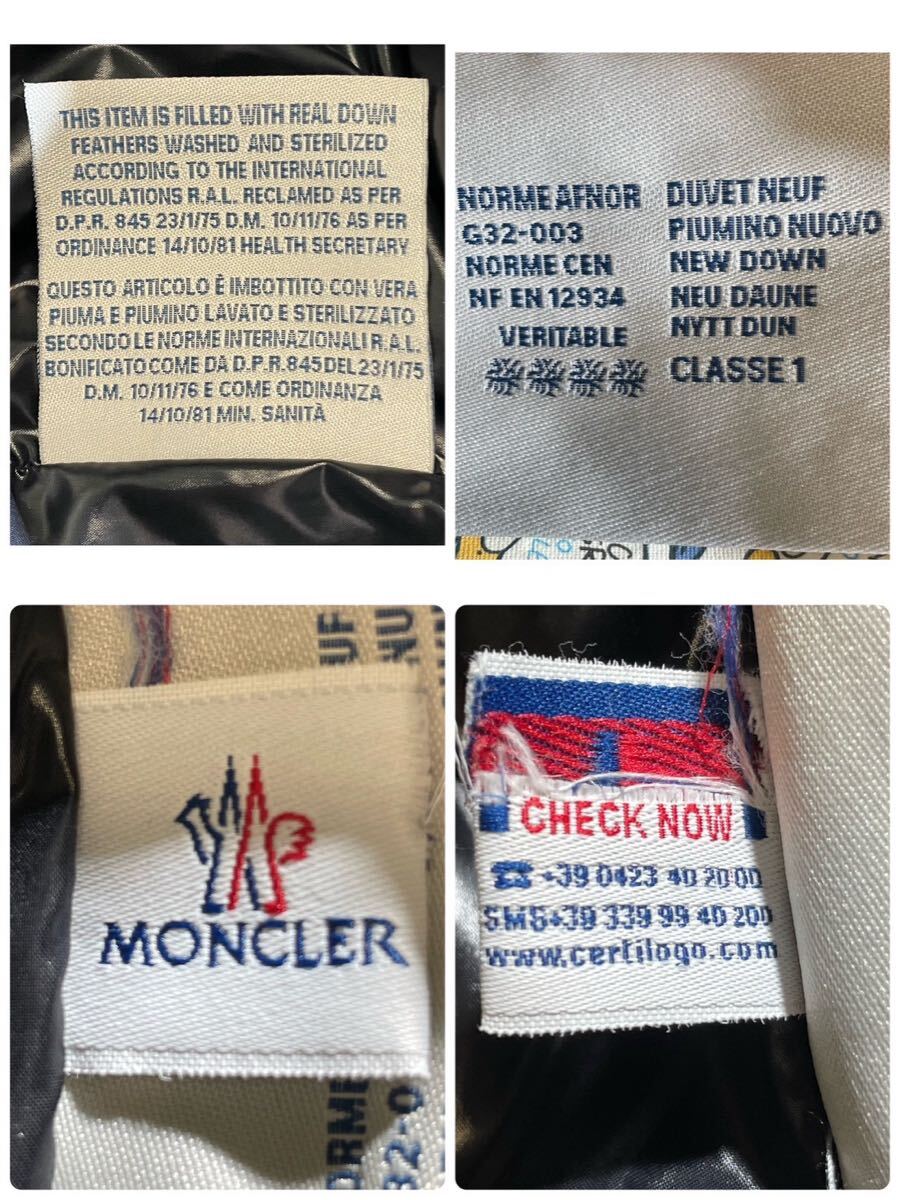 THIS ITEM IS FILLED WITH REAL DOWN
FEATHERS WASHED AND STERILIZED
ACCORDING TO THE INTERNATIONAL
REGULATIONS R.A.L. RECLAMED AS PER
D.P.R. 845 23/1/75 D.M. 10/11/76 AS PER
ORDINANCE 14/10/81 HEALTH SECRETARY
QUESTO ARTICOLO È IMBOTTITO CON VERA
PIUMA E PIUMINO LAVATO E STERILIZZATO
SECONDO LE NORME INTERNAZIONALI R.A.L.
BONIFICATO COME DA D.P.R. 845 DEL 23/1/75
D.M. 10/11/76 E COME ORDINANZA
14/10/81 MIN. SANITÀ
NORME AFNOR
G32-003
NORME CEN
NF EN 12934
VERITABLE
DUVET NEUF
PIUMINO NUOVO
NEW DOWN
NEU DAUNE
NYTT DUN
CLASSE 1
MONCLER
CHECK NOW
☎ +39 0423 40 20 00
SMS+39 339 99 40 200
www.certilogo.com